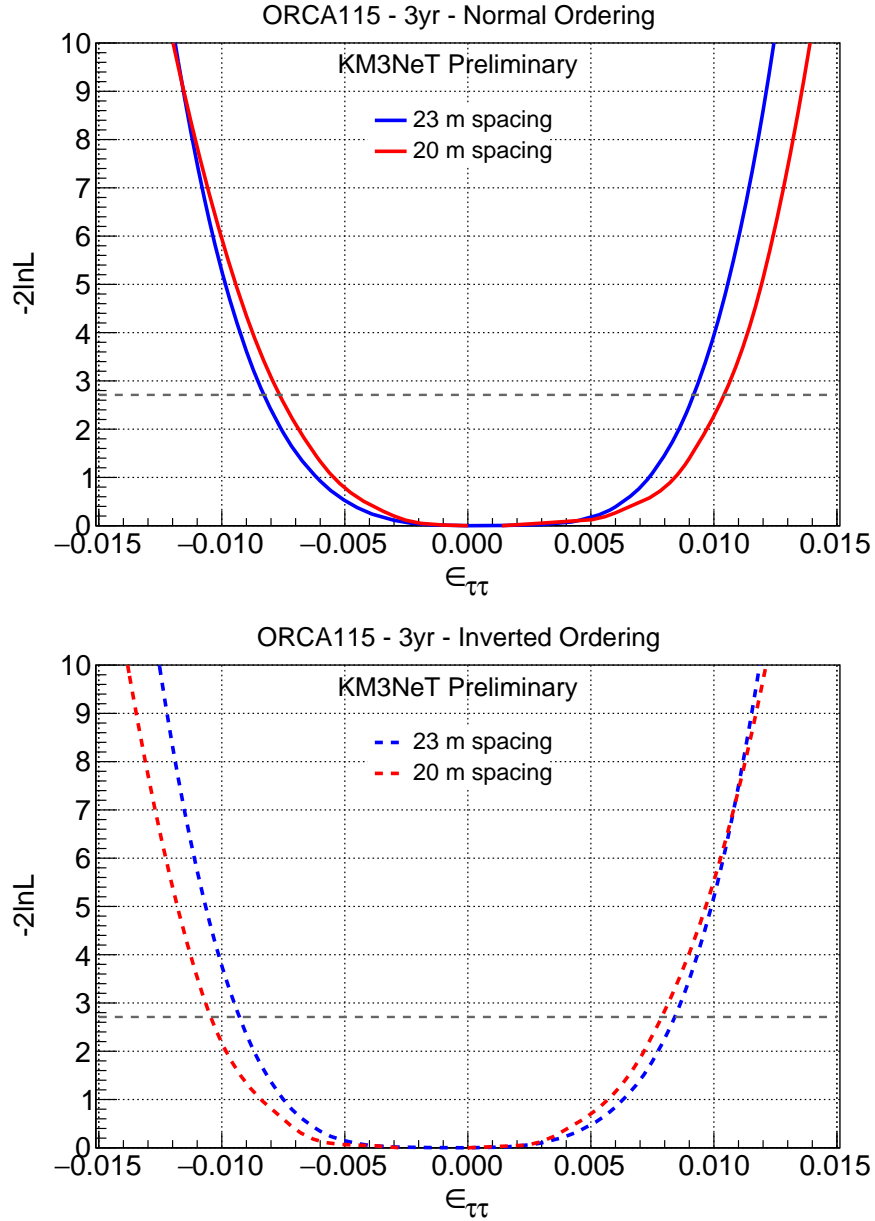 ORCA115 - 3yr - Normal Ordering
KM3NeT Preliminary
23 m spacing
20 m spacing
10
9
8
7
6
5
4
3
2
1
0
-2lnL
−0.015 −0.010 −0.005 0.000 0.005 0.010 0.015
∈ττ
ORCA115 - 3yr - Inverted Ordering
KM3NeT Preliminary
23 m spacing
20 m spacing
10
9
8
7
6
5
4
3
2
1
0
-2lnL
−0.015 −0.010 −0.005 0.000 0.005 0.010 0.015
∈ττ